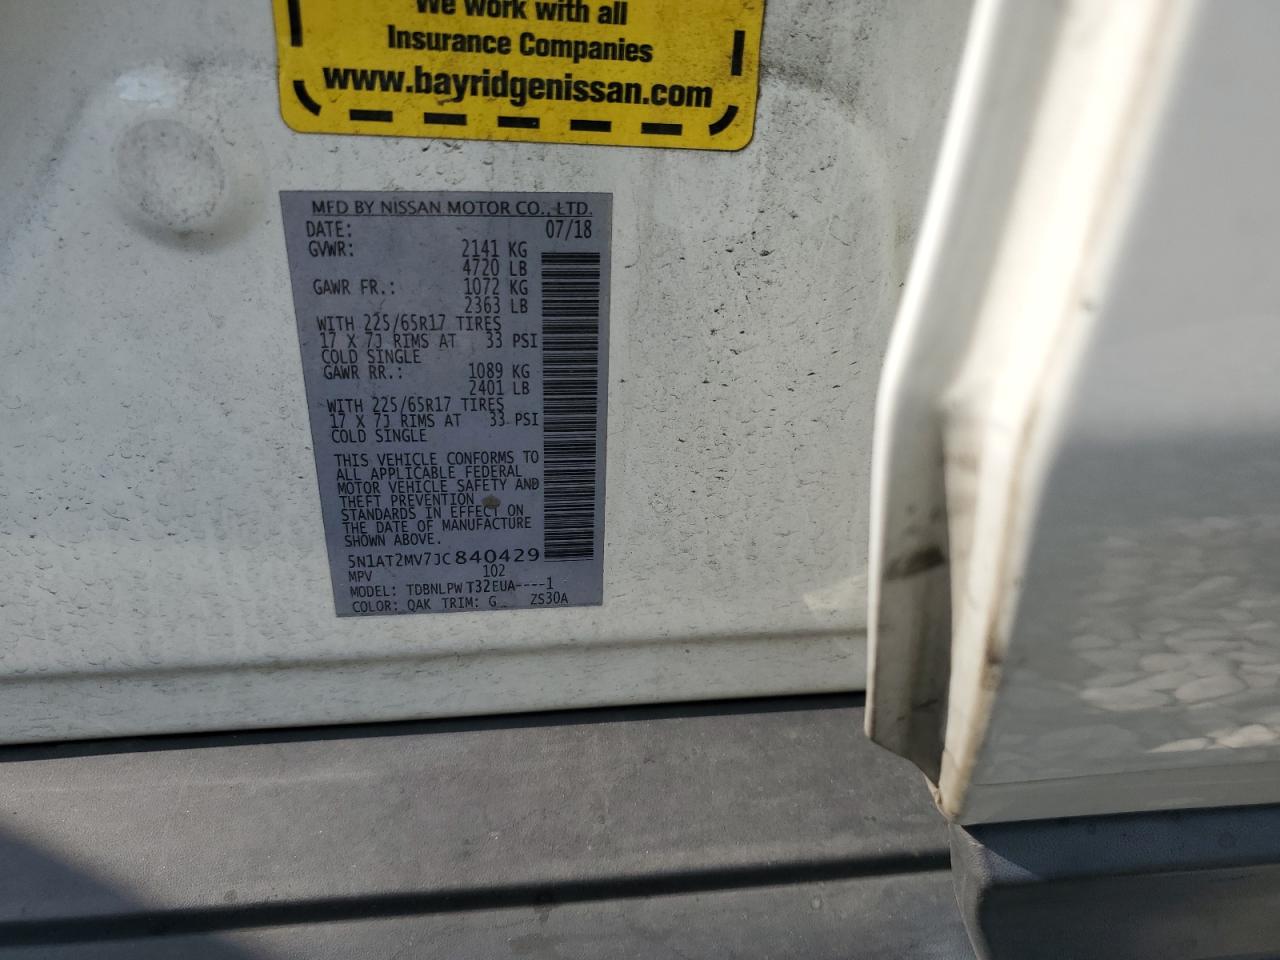 We work with all
Insurance Companies
www.bayridgenissan.com
MFD BY NISSAN MOTOR CO., LTD.
DATE: 07/18
GVWR: 2141 KG
4720 LB
GAWR FR.: 1072 KG
2363 LB
WITH 225/65R17 TIRES
17 X 7J RIMS AT 33 PSI
COLD SINGLE
GAWR RR.: 1089 KG
2401 LB
WITH 225/65R17 TIRES
17 X 7J RIMS AT 33 PSI
COLD SINGLE
THIS VEHICLE CONFORMS TO
ALL APPLICABLE FEDERAL
MOTOR VEHICLE SAFETY AND
THEFT PREVENTION
STANDARDS IN EFFECT ON
THE DATE OF MANUFACTURE
SHOWN ABOVE.
5N1AT2MV7JC840429
MPV 102
MODEL: TDBNLPW T32EUA----1
COLOR: QAK TRIM: G ZS30A